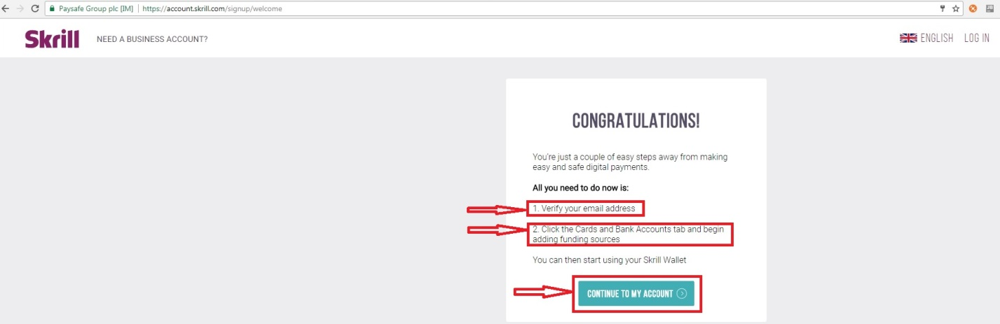 Paysafe Group plc [IM] | https://account.skrill.com/signup/welcome
Skrill NEED A BUSINESS ACCOUNT? ENGLISH LOG IN
CONGRATULATIONS!
You're just a couple of easy steps away from making
easy and safe digital payments.
All you need to do now is:
1. Verify your email address
2. Click the Cards and Bank Accounts tab and begin
adding funding sources
You can then start using your Skrill Wallet
CONTINUE TO MY ACCOUNT